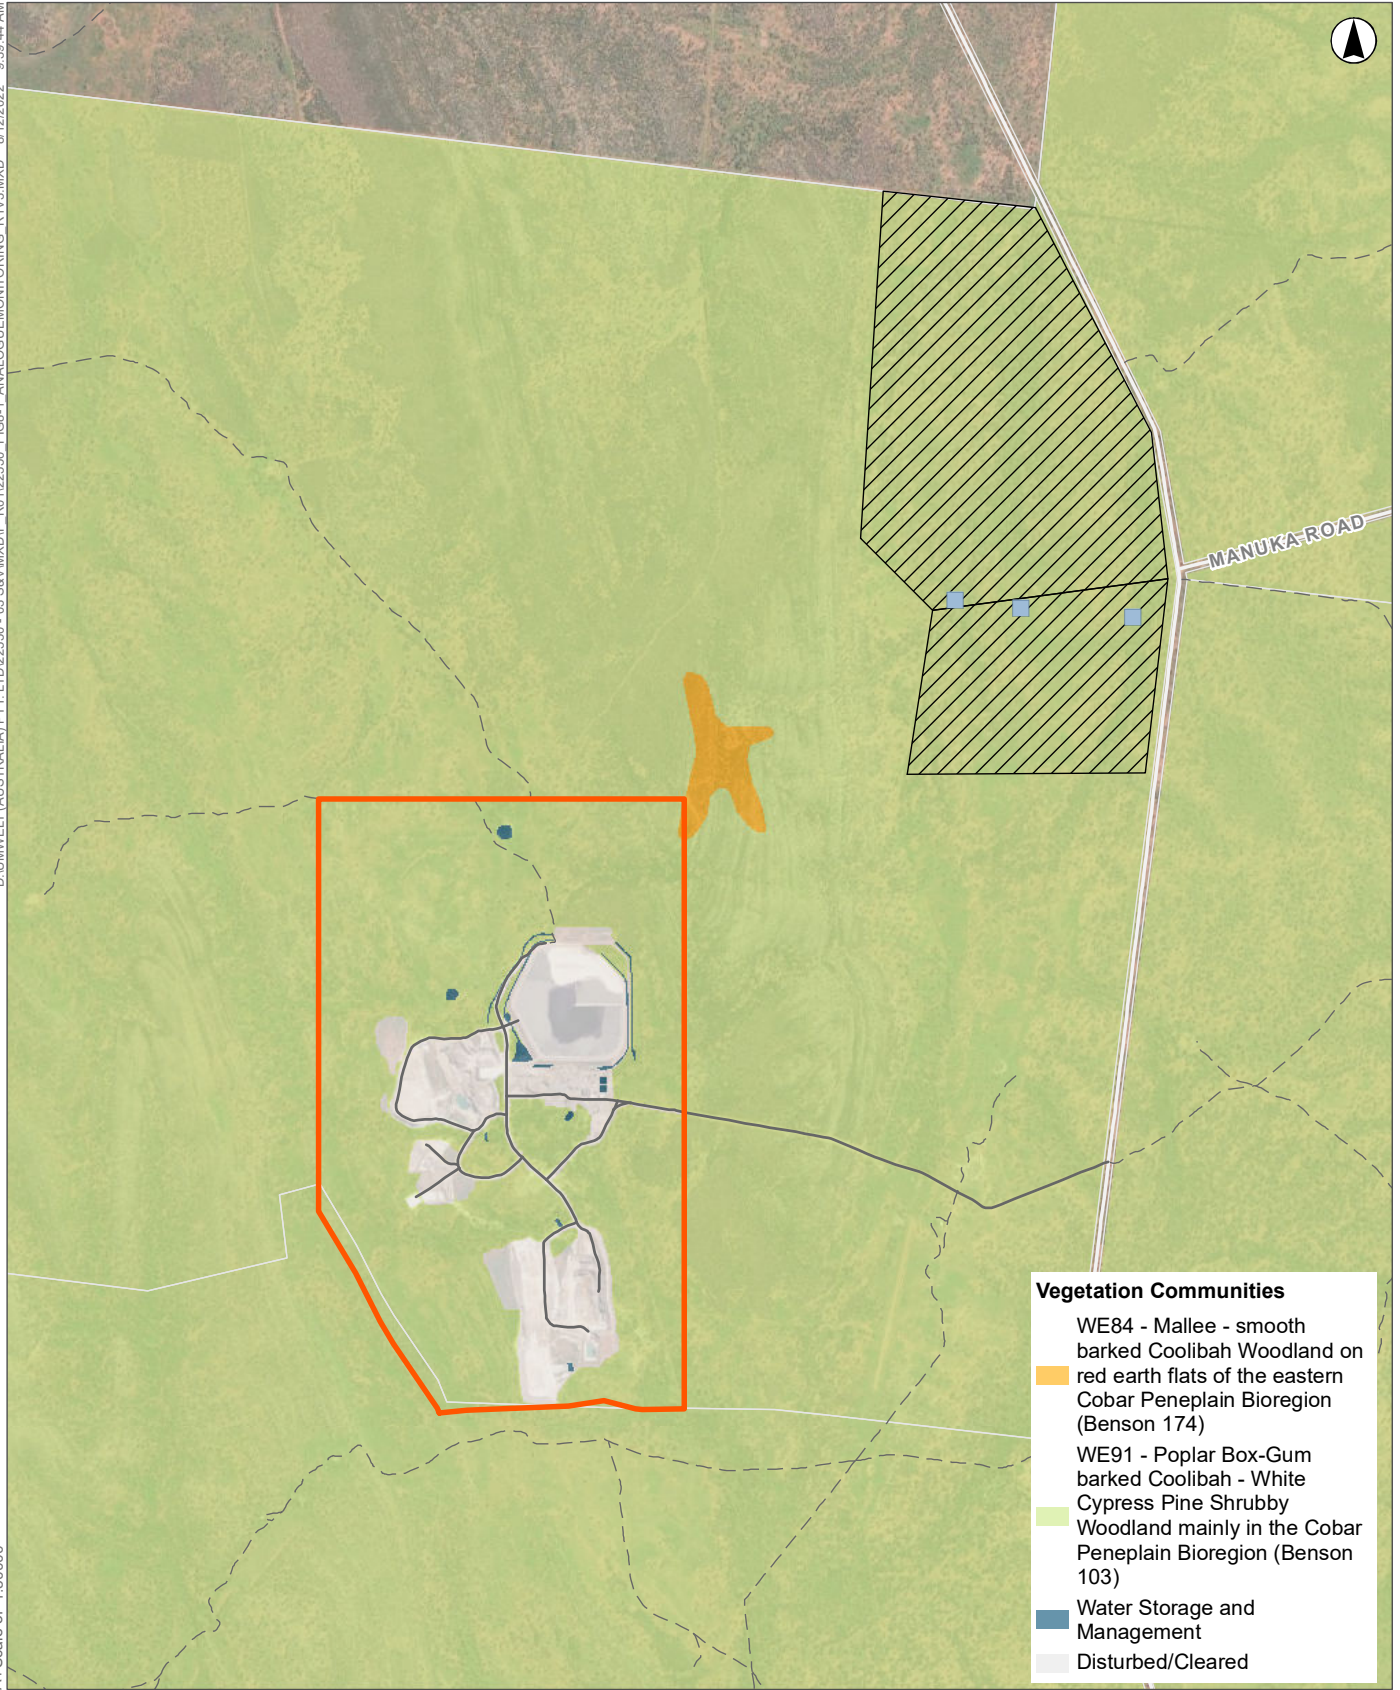 MANUKA ROAD
Vegetation Communities
WE84 - Mallee - smooth
barked Coolibah Woodland on
red earth flats of the eastern
Cobar Peneplain Bioregion
(Benson 174)
WE91 - Poplar Box-Gum
barked Coolibah - White
Cypress Pine Shrubby
Woodland mainly in the Cobar
Peneplain Bioregion (Benson
103)
Water Storage and
Management
Disturbed/Cleared